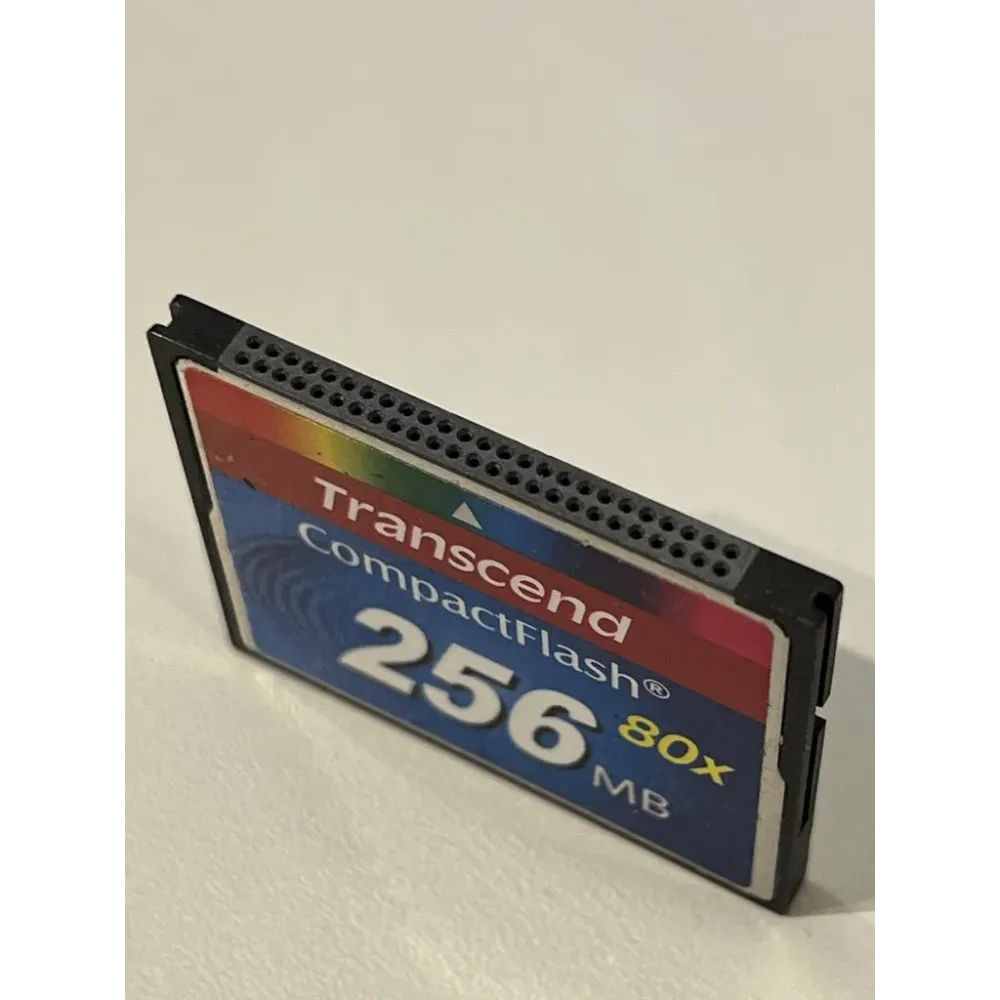 Transcend
CompactFlash®
256 MB 80x